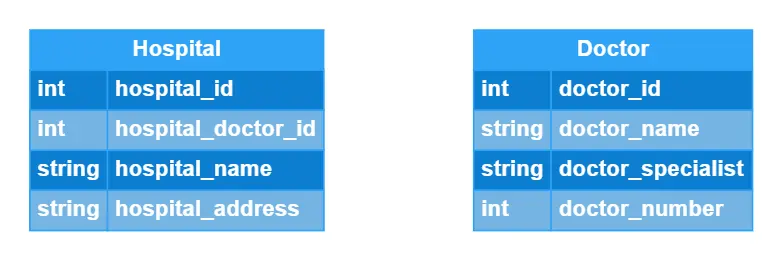 Hospital
int hospital_id
int hospital_doctor_id
string hospital_name
string hospital_address
Doctor
int doctor_id
string doctor_name
string doctor_specialist
int doctor_number